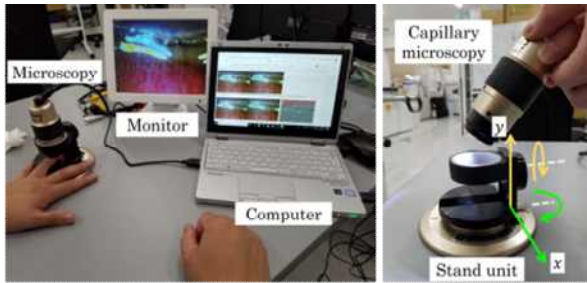 Microscopy
Monitor
Computer
Capillary
microscopy
y
x
Stand unit